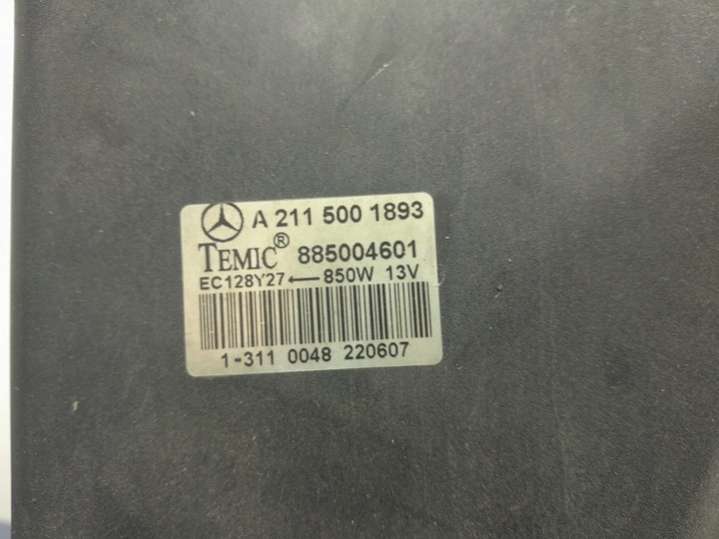 A 211 500 1893
TEMIC® 885004601
EC128Y27←850W 13V
1-311 0048 220607